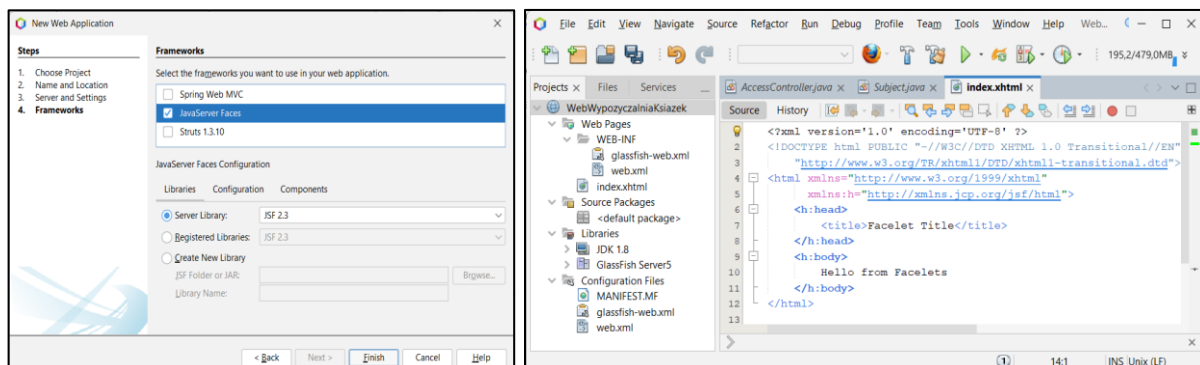 New Web Application
Steps
1. Choose Project
2. Name and Location
3. Server and Settings
4. Frameworks
Frameworks
Select the frameworks you want to use in your web application.
Spring Web MVC
JavaServer Faces
Struts 1.3.10
JavaServer Faces Configuration
Libraries Configuration Components
Server Library: JSF 2.3
Registered Libraries: JSF 2.3
Create New Library
JSF Folder or JAR: Browse...
Library Name:
< Back Next > Finish Cancel Help
File Edit View Navigate Source Refactor Run Debug Profile Team Tools Window Help Web...
195,2/479,0MB
Projects Files Services
WebWypozyczalniaKsiazek
Web Pages
WEB-INF
glassfish-web.xml
web.xml
index.xhtml
Source Packages
<default package>
Libraries
JDK 1.8
GlassFish Server5
Configuration Files
MANIFEST.MF
glassfish-web.xml
web.xml
AccessController.java Subject.java index.xhtml
Source History
<?xml version='1.0' encoding='UTF-8' ?>
2 <!DOCTYPE html PUBLIC "-//W3C//DTD XHTML 1.0 Transitional//EN"
3 "http://www.w3.org/TR/xhtml1/DTD/xhtml1-transitional.dtd">
4 <html xmlns="http://www.w3.org/1999/xhtml"
5 xmlns:h="http://xmlns.jcp.org/jsf/html">
6 <h:head>
7 <title>Facelet Title</title>
8 </h:head>
9 <h:body>
10 Hello from Facelets
11 </h:body>
12 </html>
13
1 14:1 INS Unix (LF)